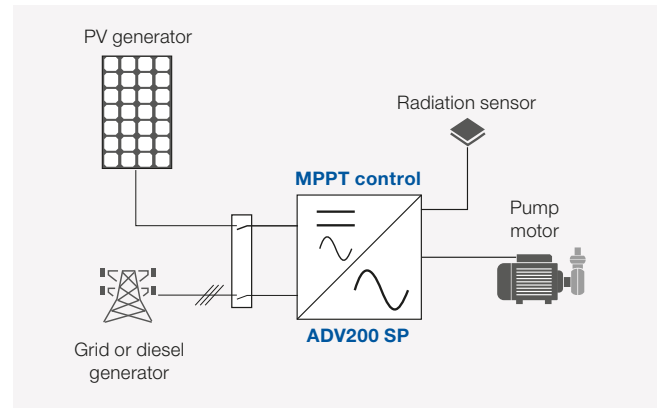 PV generator
Radiation sensor
MPPT control
Pump
motor
ADV200 SP
Grid or diesel
generator